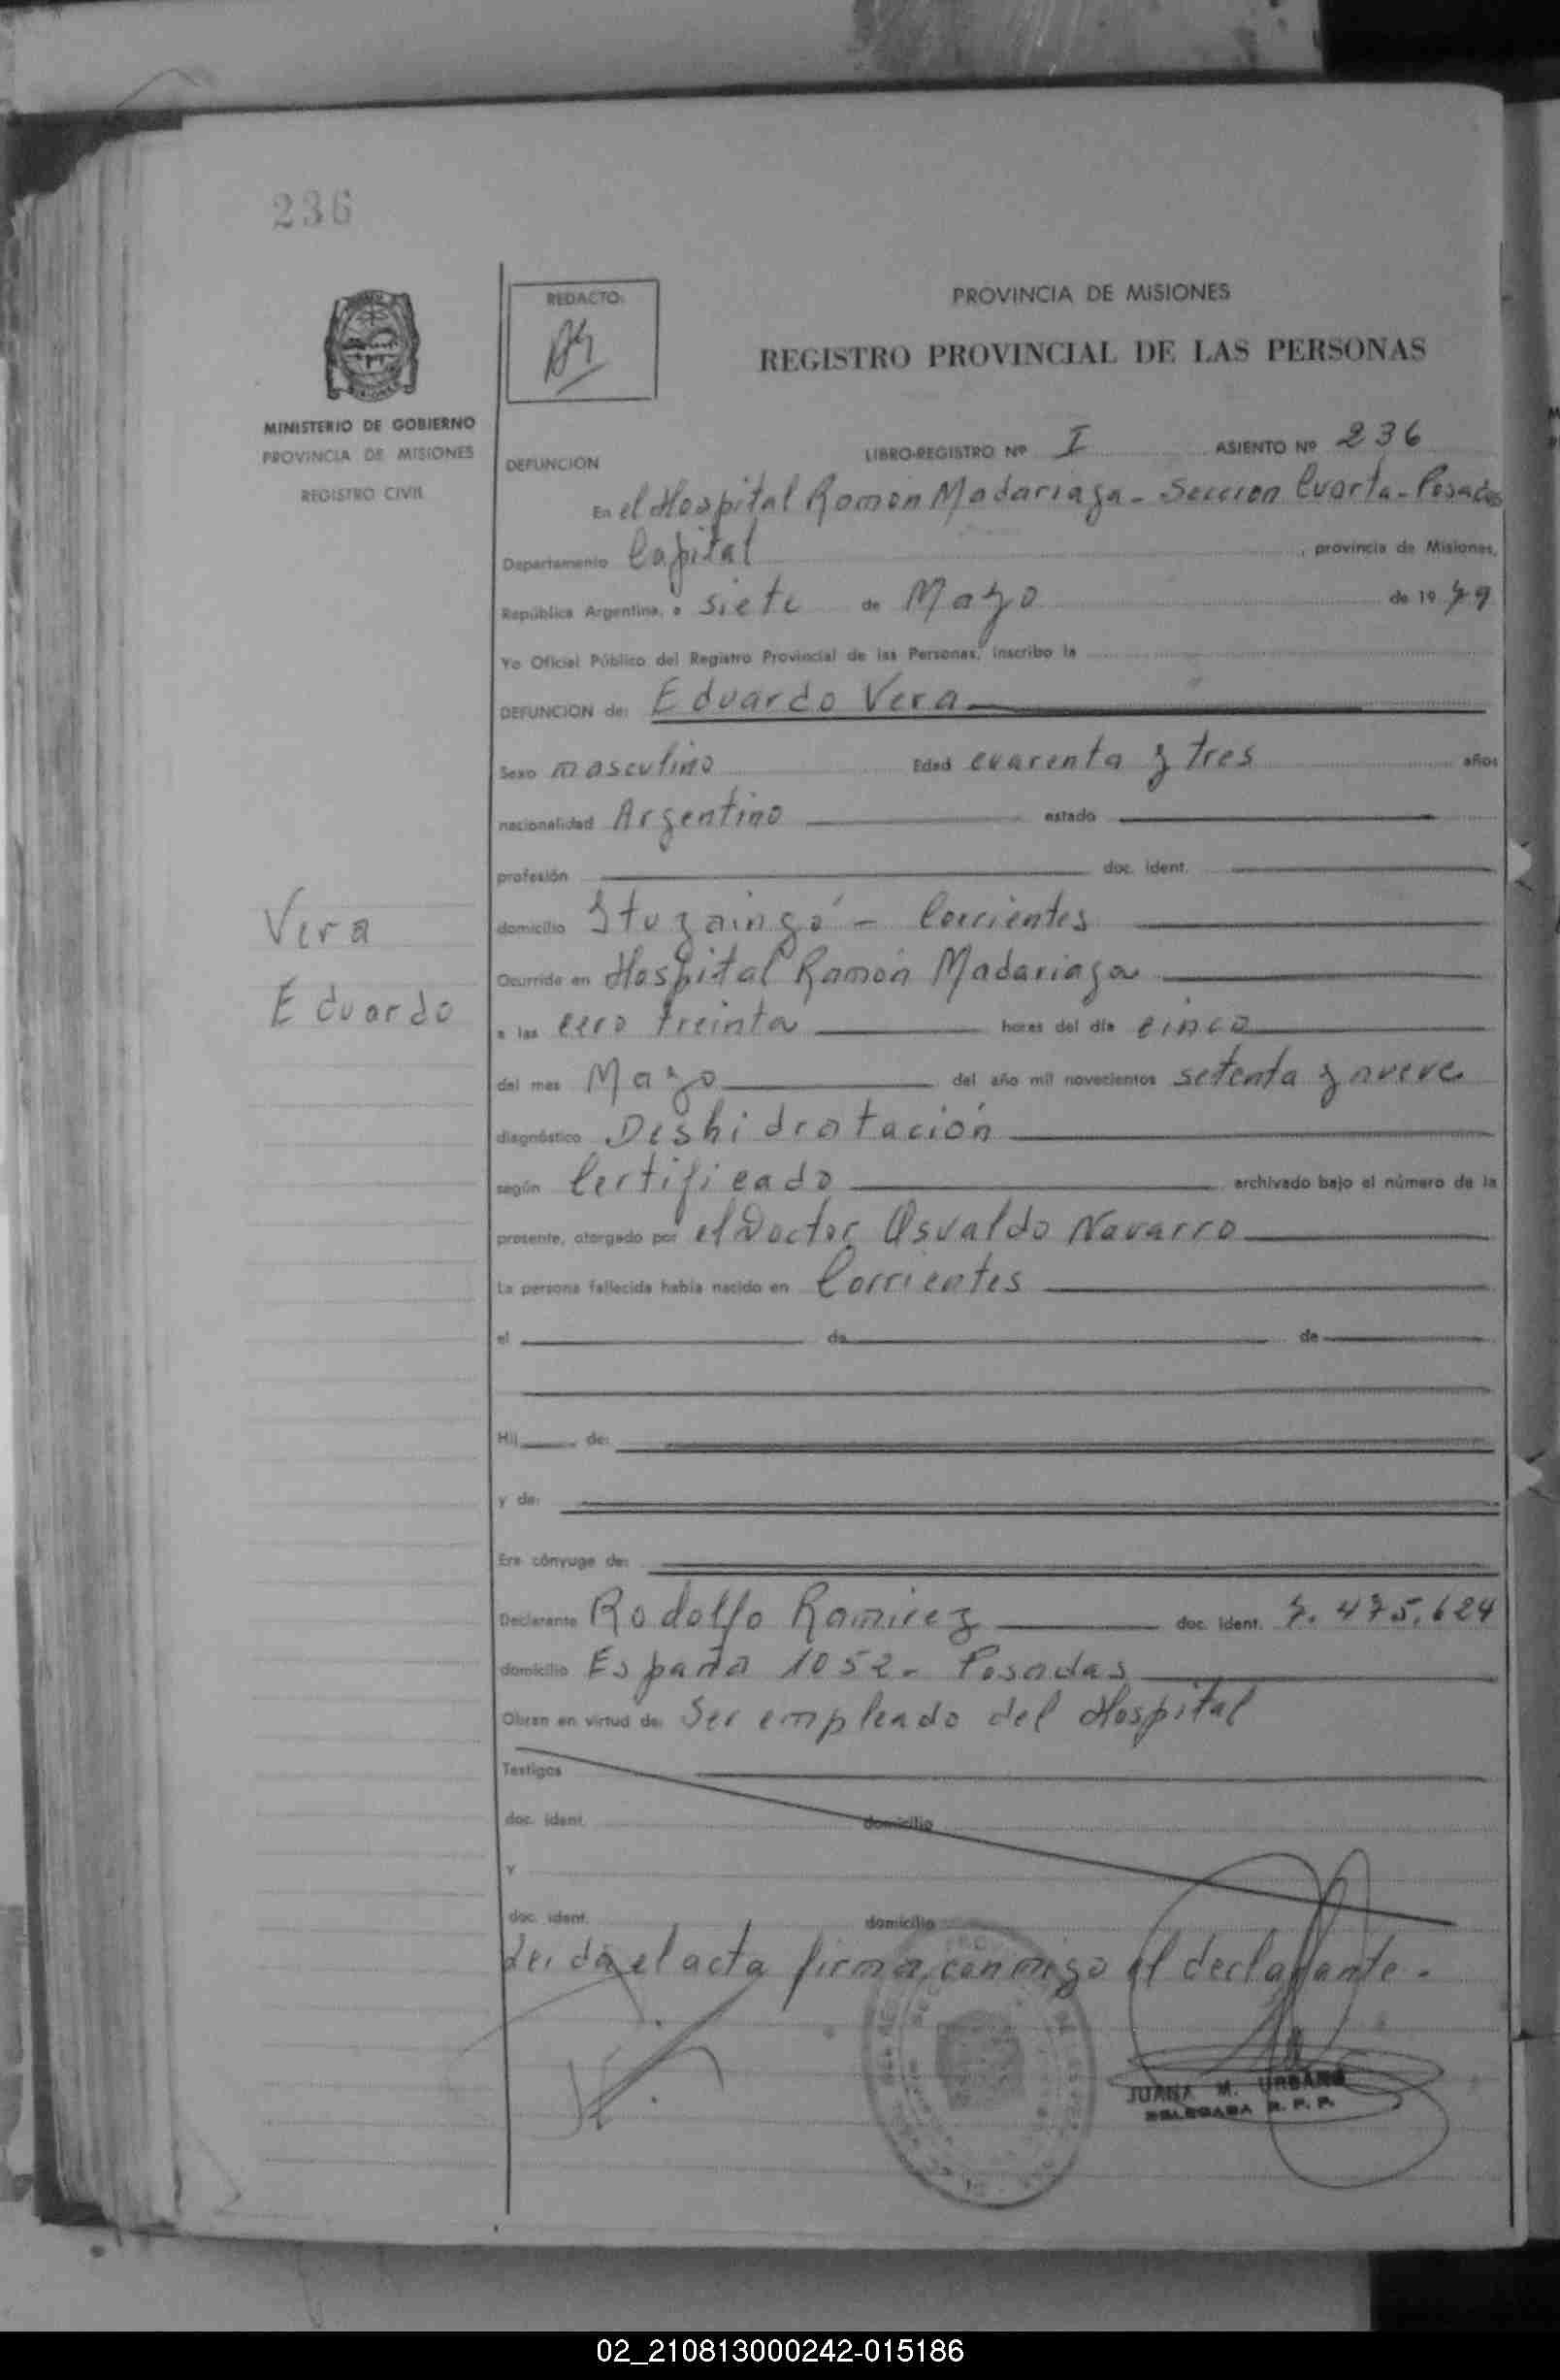 236
REDACTO:
PROVINCIA DE MISIONES
REGISTRO PROVINCIAL DE LAS PERSONAS
MINISTERIO DE GOBIERNO
PROVINCIA DE MISIONES
REGISTRO CIVIL
DEFUNCION LIBRO-REGISTRO Nº I ASIENTO Nº 236
En el Hospital Ramón Madariaga - Sección Cuarta - Posadas
Departamento Capital, provincia de Misiones,
República Argentina, a siete de Mayo de 1979
Yo Oficial Público del Registro Provincial de las Personas, inscribo la
DEFUNCION de: Eduardo Vera
Sexo masculino Edad cuarenta y tres años
nacionalidad Argentino estado
profesión doc. ident.
Vera
Eduardo
domicilio Ituzaingó - Corrientes
Ocurrida en Hospital Ramón Madariaga
a las cero treinta horas del día cinco
del mes Mayo del año mil novecientos setenta y nueve
diagnóstico Deshidratación
según Certificado archivado bajo el número de la
presente, otorgado por el Doctor Osvaldo Navarro
La persona fallecida había nacido en Corrientes
el de de
Hij de:
y de:
Era cónyuge de:
Declarante Rodolfo Ramirez doc. ident. 7.475.624
domicilio España 1052 - Posadas
Obran en virtud de: Ser empleado del Hospital
Testigos
doc. ident. domicilio
y
doc. ident. domicilio
Leida el acta firma conmigo el declarante.
JUANA M. URBANO
DELEGADA R. P. P.
02_210813000242-015186